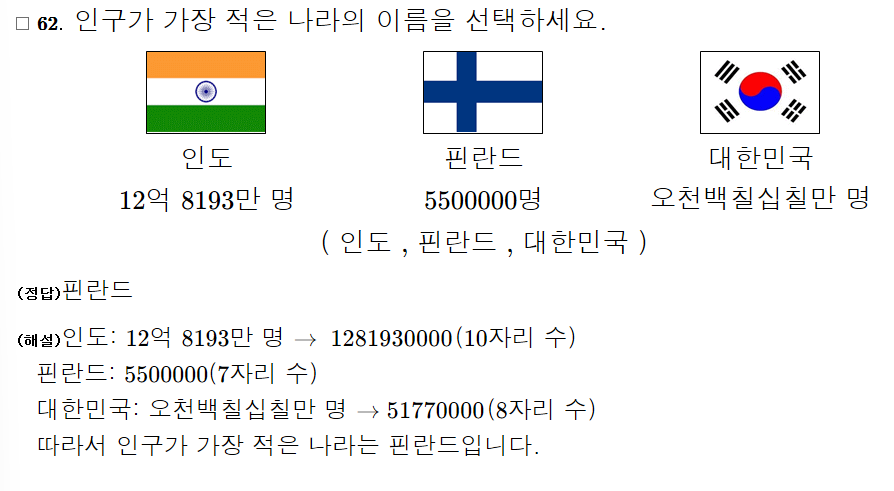 □ 62. 인구가 가장 적은 나라의 이름을 선택하세요.
인도 핀란드 대한민국
12억 8193만 명 5500000명 오천백칠십칠만 명
( 인도 , 핀란드 , 대한민국 )
(정답)핀란드
(해설)인도: 12억 8193만 명 → 1281930000(10자리 수)
핀란드: 5500000(7자리 수)
대한민국: 오천백칠십칠만 명 → 51770000(8자리 수)
따라서 인구가 가장 적은 나라는 핀란드입니다.